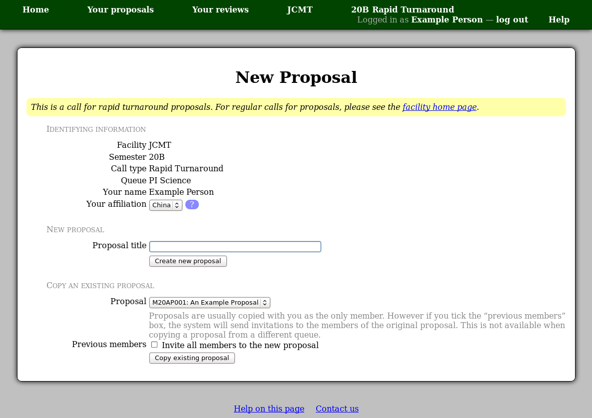 Home Your proposals Your reviews JCMT 20B Rapid Turnaround
Logged in as Example Person — log out Help
New Proposal
This is a call for rapid turnaround proposals. For regular calls for proposals, please see the facility home page.
Identifying information
Facility JCMT
Semester 20B
Call type Rapid Turnaround
Queue PI Science
Your name Example Person
Your affiliation China ?
New proposal
Proposal title
Create new proposal
Copy an existing proposal
Proposal M20AP001: An Example Proposal
Proposals are usually copied with you as the only member. However if you tick the “previous members”
box, the system will send invitations to the members of the original proposal. This is not available when
copying a proposal from a different queue.
Previous members Invite all members to the new proposal
Copy existing proposal
Help on this page Contact us